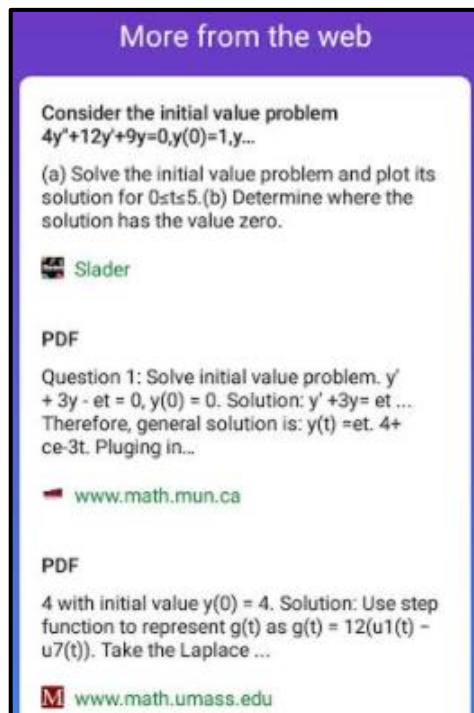 More from the web
Consider the initial value problem
4y"+12y'+9y=0,y(0)=1,y...
(a) Solve the initial value problem and plot its
solution for 0≤t≤5.(b) Determine where the
solution has the value zero.
Slader
PDF
Question 1: Solve initial value problem. y'
+ 3y - et = 0, y(0) = 0. Solution: y' +3y= et ...
Therefore, general solution is: y(t) =et. 4+
ce-3t. Pluging in...
www.math.mun.ca
PDF
4 with initial value y(0) = 4. Solution: Use step
function to represent g(t) as g(t) = 12(u1(t) −
u7(t)). Take the Laplace ...
M www.math.umass.edu